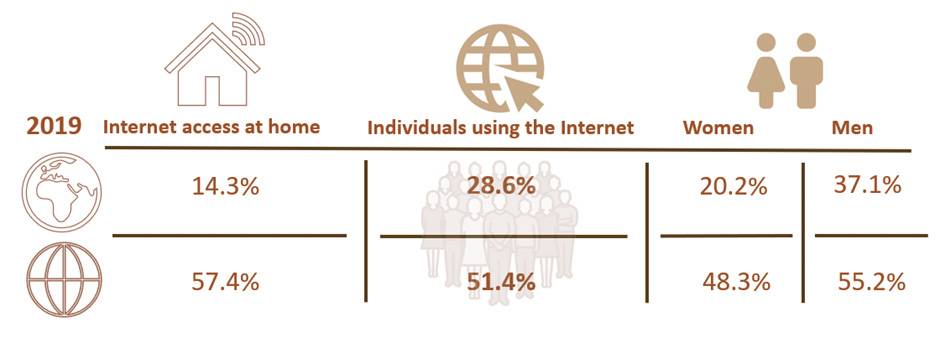 2019 Internet access at home Individuals using the Internet Women Men
14.3% 28.6% 20.2% 37.1%
57.4% 51.4% 48.3% 55.2%